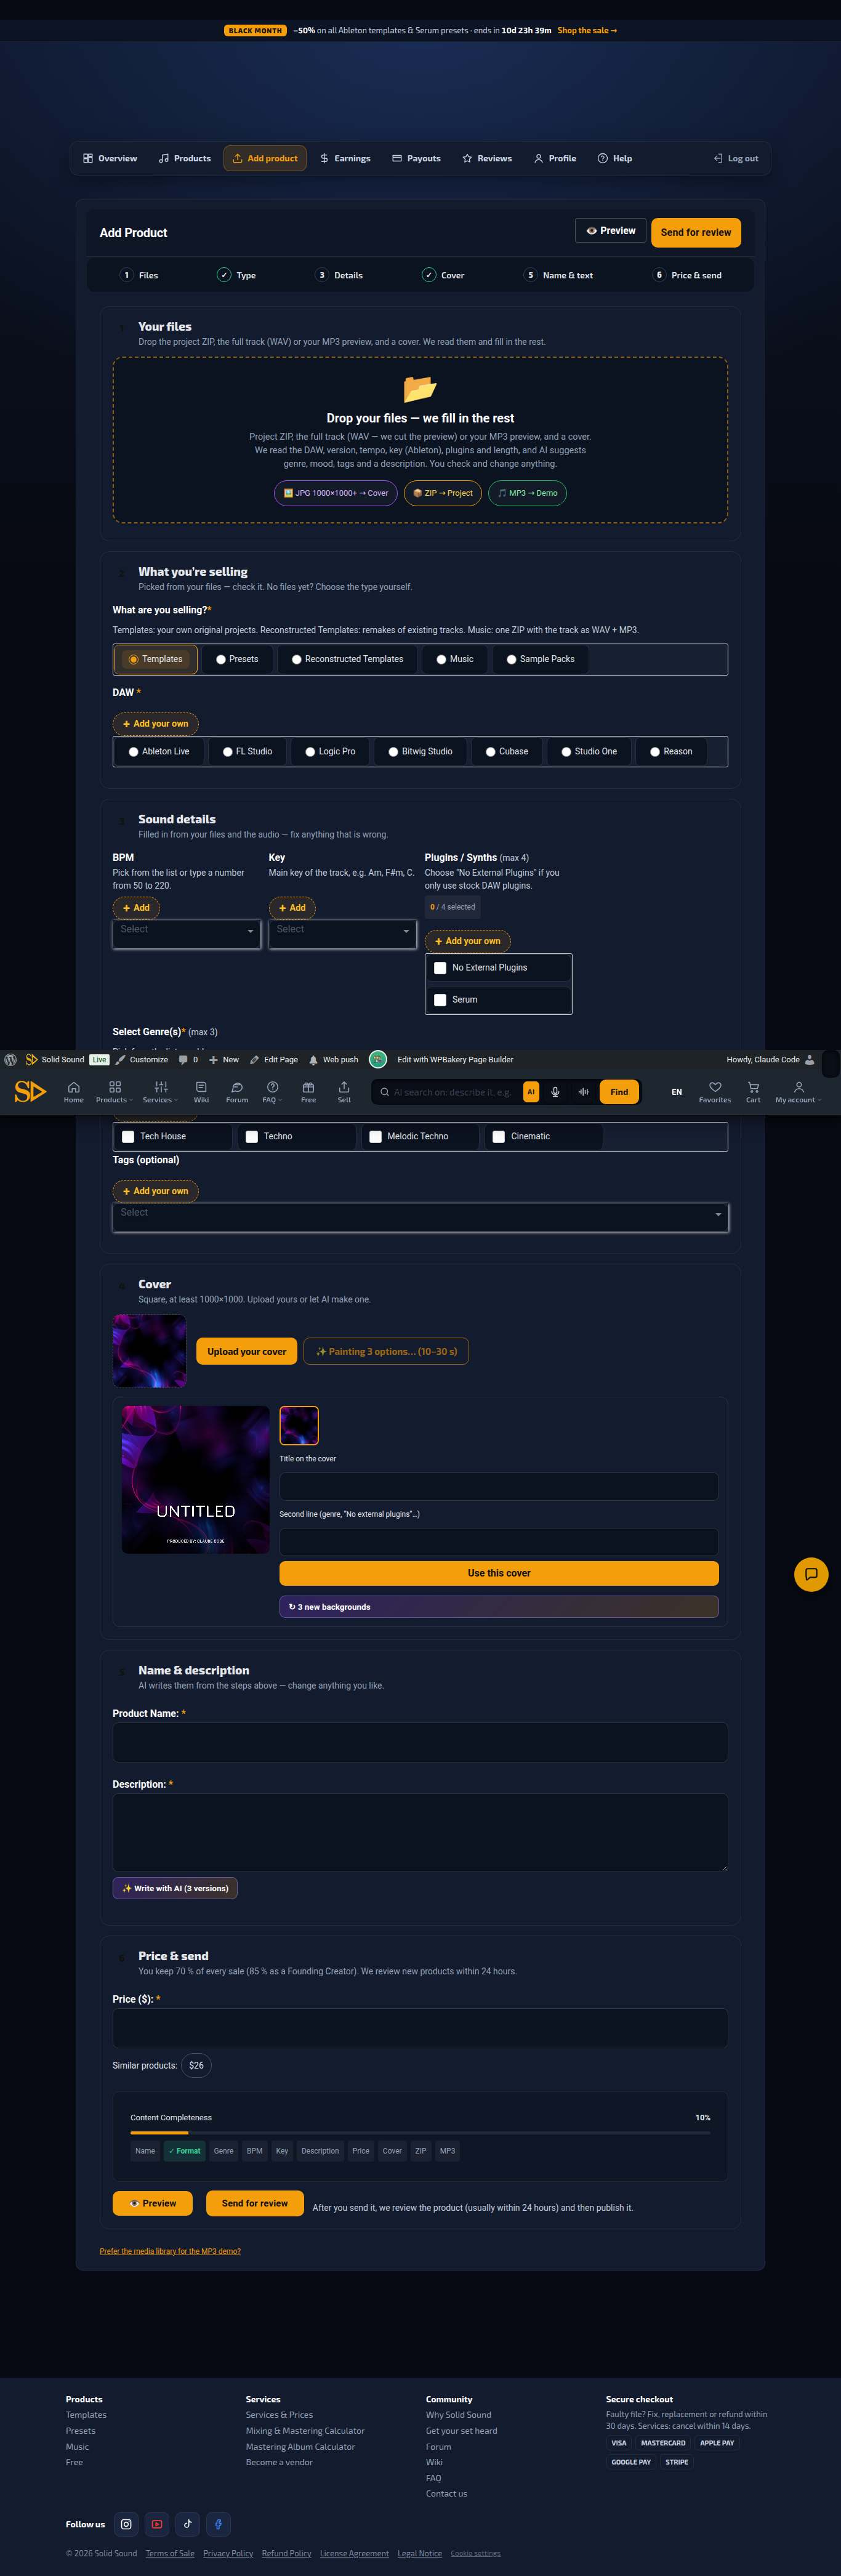 BLACK MONTH −50% on all Ableton templates & Serum presets · ends in 10d 23h 39m Shop the sale →
Overview Products Add product Earnings Payouts Reviews Profile Help Log out
Add Product
Preview Send for review
1 Files ✓ Type 3 Details ✓ Cover 5 Name & text 6 Price & send
Your files
Drop the project ZIP, the full track (WAV) or your MP3 preview, and a cover. We read them and fill in the rest.
Drop your files — we fill in the rest
Project ZIP, the full track (WAV — we cut the preview) or your MP3 preview, and a cover.
We read the DAW, version, tempo, key (Ableton), plugins and length, and AI suggests
genre, mood, tags and a description. You check and change anything.
JPG 1000×1000+ → Cover ZIP → Project MP3 → Demo
What you're selling
Picked from your files — check it. No files yet? Choose the type yourself.
What are you selling?*
Templates: your own original projects. Reconstructed Templates: remakes of existing tracks. Music: one ZIP with the track as WAV + MP3.
Templates Presets Reconstructed Templates Music Sample Packs
DAW *
+ Add your own
Ableton Live FL Studio Logic Pro Bitwig Studio Cubase Studio One Reason
Sound details
Filled in from your files and the audio — fix anything that is wrong.
BPM
Pick from the list or type a number
from 50 to 220.
+ Add
Select
Key
Main key of the track, e.g. Am, F#m, C.
+ Add
Select
Plugins / Synths (max 4)
Choose "No External Plugins" if you
only use stock DAW plugins.
0 / 4 selected
+ Add your own
No External Plugins
Serum
Select Genre(s)* (max 3)
Solid Sound Live Customize 0 New Edit Page Web push Edit with WPBakery Page Builder Howdy, Claude Code
Home Products Services Wiki Forum FAQ Free Sell AI search on: describe it, e.g. AI Find EN Favorites Cart My account
Tech House Techno Melodic Techno Cinematic
Tags (optional)
+ Add your own
Select
Cover
Square, at least 1000×1000. Upload yours or let AI make one.
Upload your cover Painting 3 options… (10–30 s)
UNTITLED
PRODUCED BY: CLAUDE CODE
Title on the cover
Second line (genre, "No external plugins"…)
Use this cover
↻ 3 new backgrounds
Name & description
AI writes them from the steps above — change anything you like.
Product Name: *
Description: *
Write with AI (3 versions)
Price & send
You keep 70 % of every sale (85 % as a Founding Creator). We review new products within 24 hours.
Price ($): *
Similar products: $26
Content Completeness 10%
Name ✓ Format Genre BPM Key Description Price Cover ZIP MP3
Preview Send for review After you send it, we review the product (usually within 24 hours) and then publish it.
Prefer the media library for the MP3 demo?
Products
Templates
Presets
Music
Free
Services
Services & Prices
Mixing & Mastering Calculator
Mastering Album Calculator
Become a vendor
Community
Why Solid Sound
Get your set heard
Forum
Wiki
FAQ
Contact us
Secure checkout
Faulty file? Fix, replacement or refund within
30 days. Services: cancel within 14 days.
VISA MASTERCARD APPLE PAY
GOOGLE PAY STRIPE
Follow us
© 2026 Solid Sound Terms of Sale Privacy Policy Refund Policy License Agreement Legal Notice Cookie settings